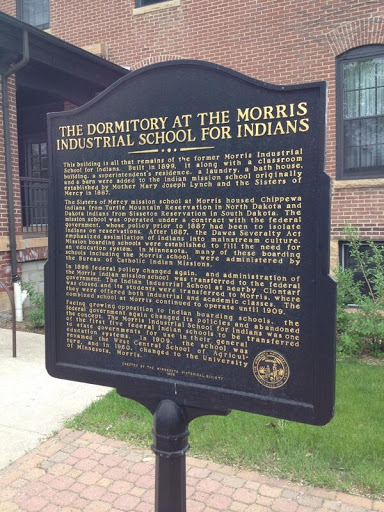 THE DORMITORY AT THE MORRIS
INDUSTRIAL SCHOOL FOR INDIANS
This building is all that remains of the former Morris Industrial
School for Indians. Built in 1899, it along with a classroom
building, a superintendent's residence, a laundry, a bath house,
and a barn were added to the Indian mission school originally
established by Mother Mary Joseph Lynch and the Sisters of
Mercy in 1887.
The Sisters of Mercy mission school at Morris housed Chippewa
Indians from Turtle Mountain Reservation in North Dakota and
Dakota Indians from Sisseton Reservation in South Dakota. The
mission school was operated under a contract with the federal
government, whose policy prior to 1887 had been to isolate
Indians on reservations. After 1887, the Dawes Severalty Act
emphasized assimilation of Indians into mainstream culture.
Mission boarding schools were established to fill the need for
an education system. In Minnesota, many of these boarding
schools including the Morris school, were administered by
the Bureau of Catholic Indian Missions.
In 1896 federal policy changed again, and administration of
the Morris Indian mission school was transferred to the federal
government. The Indian School at nearby Clontarf
was closed and its students were transferred to Morris, where
they were offered both industrial and academic classes. The
combined school at Morris continued to operate until 1909.
Facing growing opposition to Indian boarding schools, the
federal government again changed its policies and abandoned
the concept. The Morris Industrial School for Indians was one
of the first five federal Indian schools to be transferred
to state governments for use in their general
education systems. In 1909, the school was
renamed the West Central School of Agricul-
ture, and in 1960, changed to the University
of Minnesota, Morris.
ERECTED BY THE MINNESOTA HISTORICAL SOCIETY